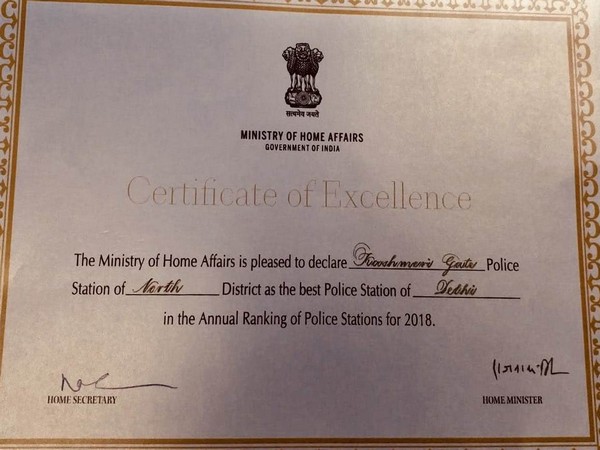 सत्यमेव जयते
MINISTRY OF HOME AFFAIRS
GOVERNMENT OF INDIA
Certificate of Excellence
The Ministry of Home Affairs is pleased to declare Gate Police
Station of North District as the best Police Station of Delhi
in the Annual Ranking of Police Stations for 2018.
HOME SECRETARY
HOME MINISTER